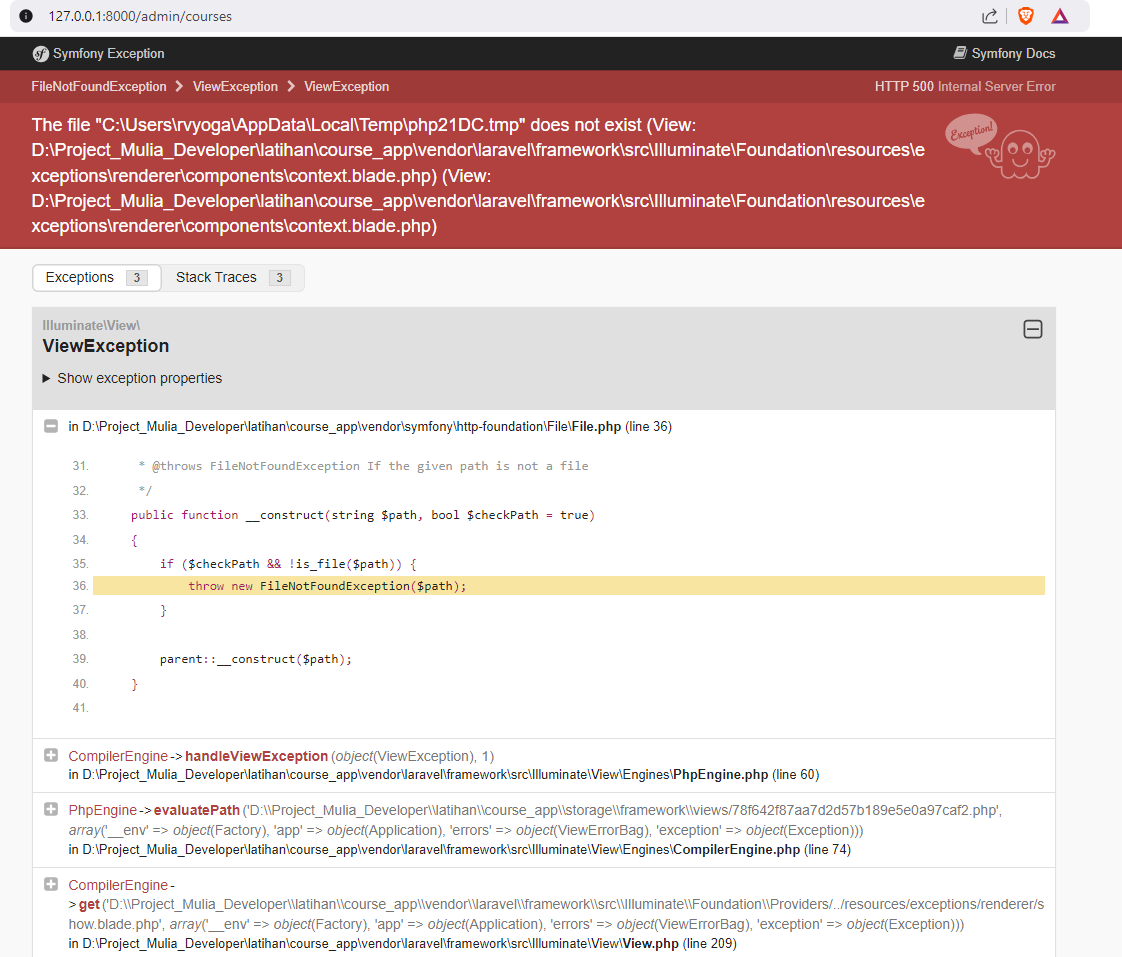 127.0.0.1:8000/admin/courses
sf Symfony Exception
Symfony Docs
FileNotFoundException > ViewException > ViewException
HTTP 500 Internal Server Error
The file "C:\Users\rvyoga\AppData\Local\Temp\php21DC.tmp" does not exist (View:
D:\Project_Mulia_Developer\latihan\course_app\vendor\laravel\framework\src\Illuminate\Foundation\resources\e
xceptions\renderer\components\context.blade.php) (View:
D:\Project_Mulia_Developer\latihan\course_app\vendor\laravel\framework\src\Illuminate\Foundation\resources\e
xceptions\renderer\components\context.blade.php)
Exception!
Exceptions 3
Stack Traces 3
Illuminate\View\
ViewException
Show exception properties
in D:\Project_Mulia_Developer\latihan\course_app\vendor\symfony\http-foundation\File\File.php (line 36)
31. * @throws FileNotFoundException If the given path is not a file
32. */
33. public function __construct(string $path, bool $checkPath = true)
34. {
35. if ($checkPath && !is_file($path)) {
36. throw new FileNotFoundException($path);
37. }
38.
39. parent::__construct($path);
40. }
41.
CompilerEngine->handleViewException(object(ViewException), 1)
in D:\Project_Mulia_Developer\latihan\course_app\vendor\laravel\framework\src\Illuminate\View\Engines\PhpEngine.php (line 60)
PhpEngine->evaluatePath('D:\\Project_Mulia_Developer\\latihan\\course_app\\storage\\framework\\views/78f642f87aa7d2d57b189e5e0a97caf2.php',
array('__env' => object(Factory), 'app' => object(Application), 'errors' => object(ViewErrorBag), 'exception' => object(Exception)))
in D:\Project_Mulia_Developer\latihan\course_app\vendor\laravel\framework\src\Illuminate\View\Engines\CompilerEngine.php (line 74)
CompilerEngine-
>get('D:\\Project_Mulia_Developer\\latihan\\course_app\\vendor\\laravel\\framework\\src\\Illuminate\\Foundation\\Providers/../resources/exceptions/renderer/s
how.blade.php', array('__env' => object(Factory), 'app' => object(Application), 'errors' => object(ViewErrorBag), 'exception' => object(Exception)))
in D:\Project_Mulia_Developer\latihan\course_app\vendor\laravel\framework\src\Illuminate\View\View.php (line 209)